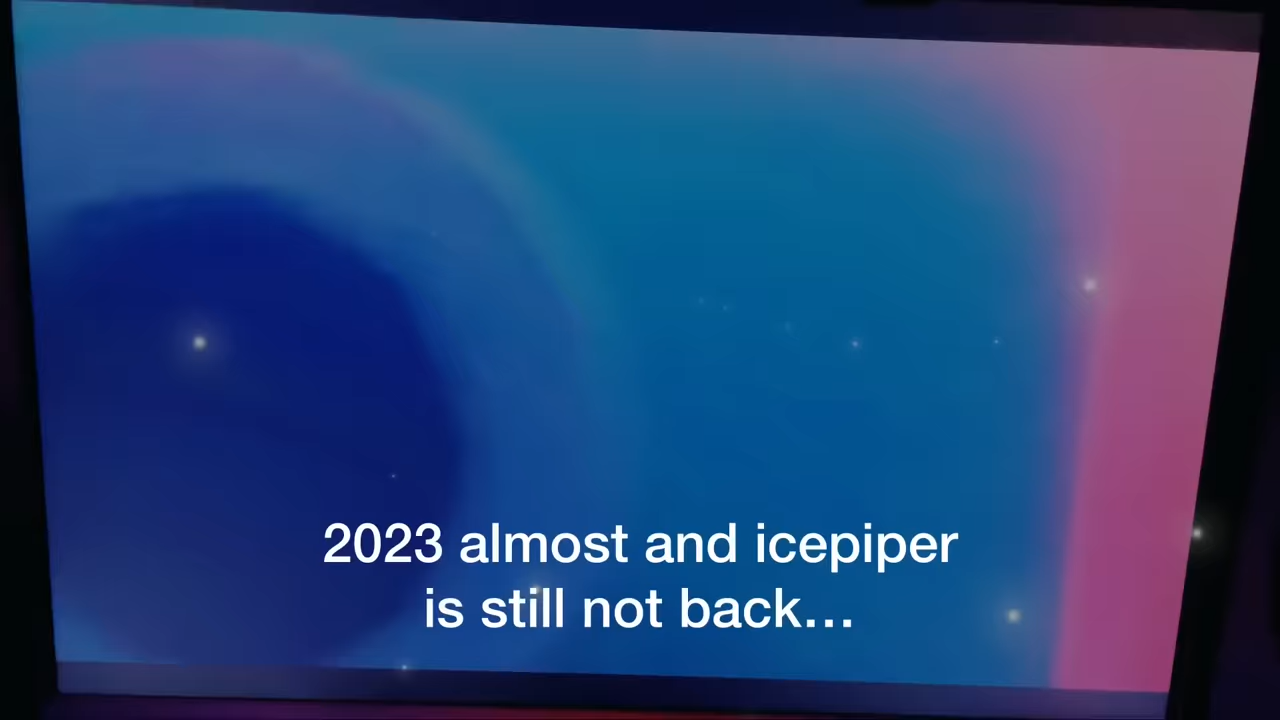 2023 almost and icepiper
is still not back…